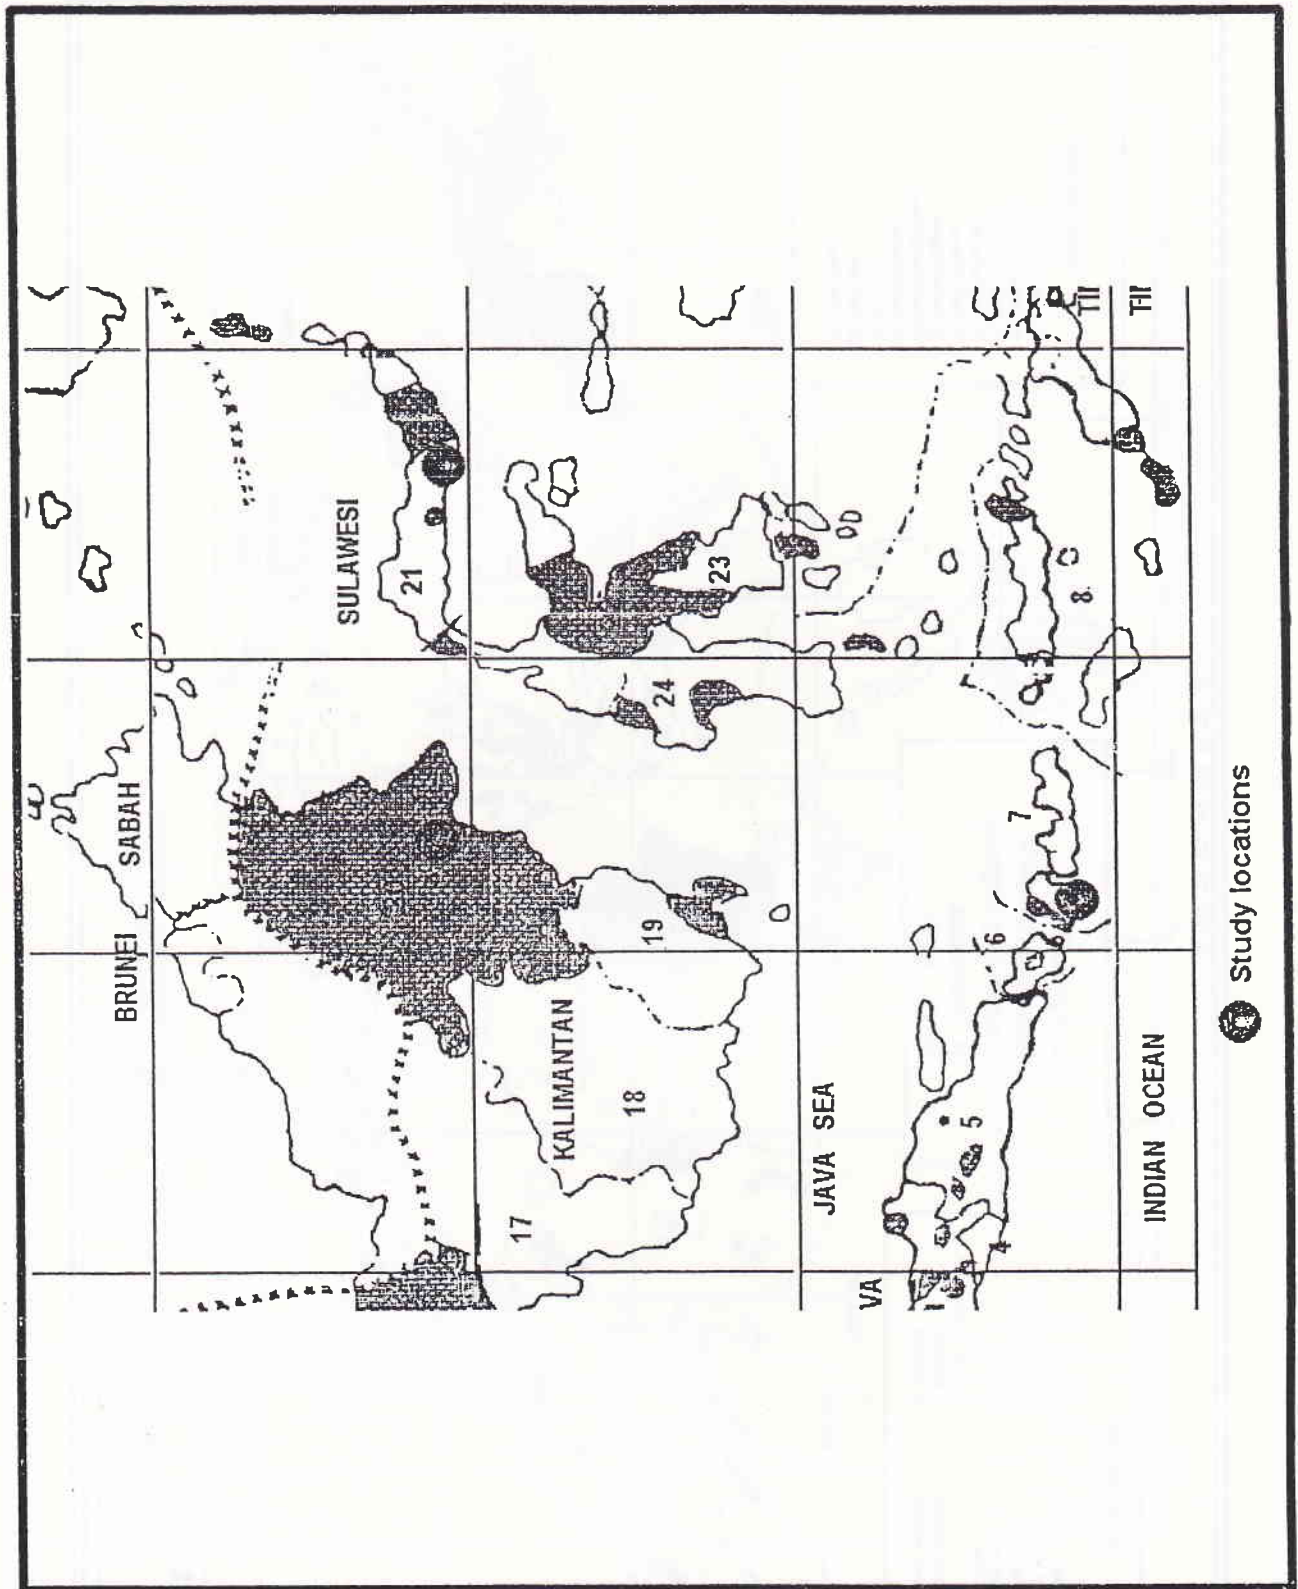 BRUNEI
SABAH
SULAWESI
21
KALIMANTAN
17
18
19
24
23
JAVA SEA
VA
4
5
6
7
8
INDIAN OCEAN
Study locations